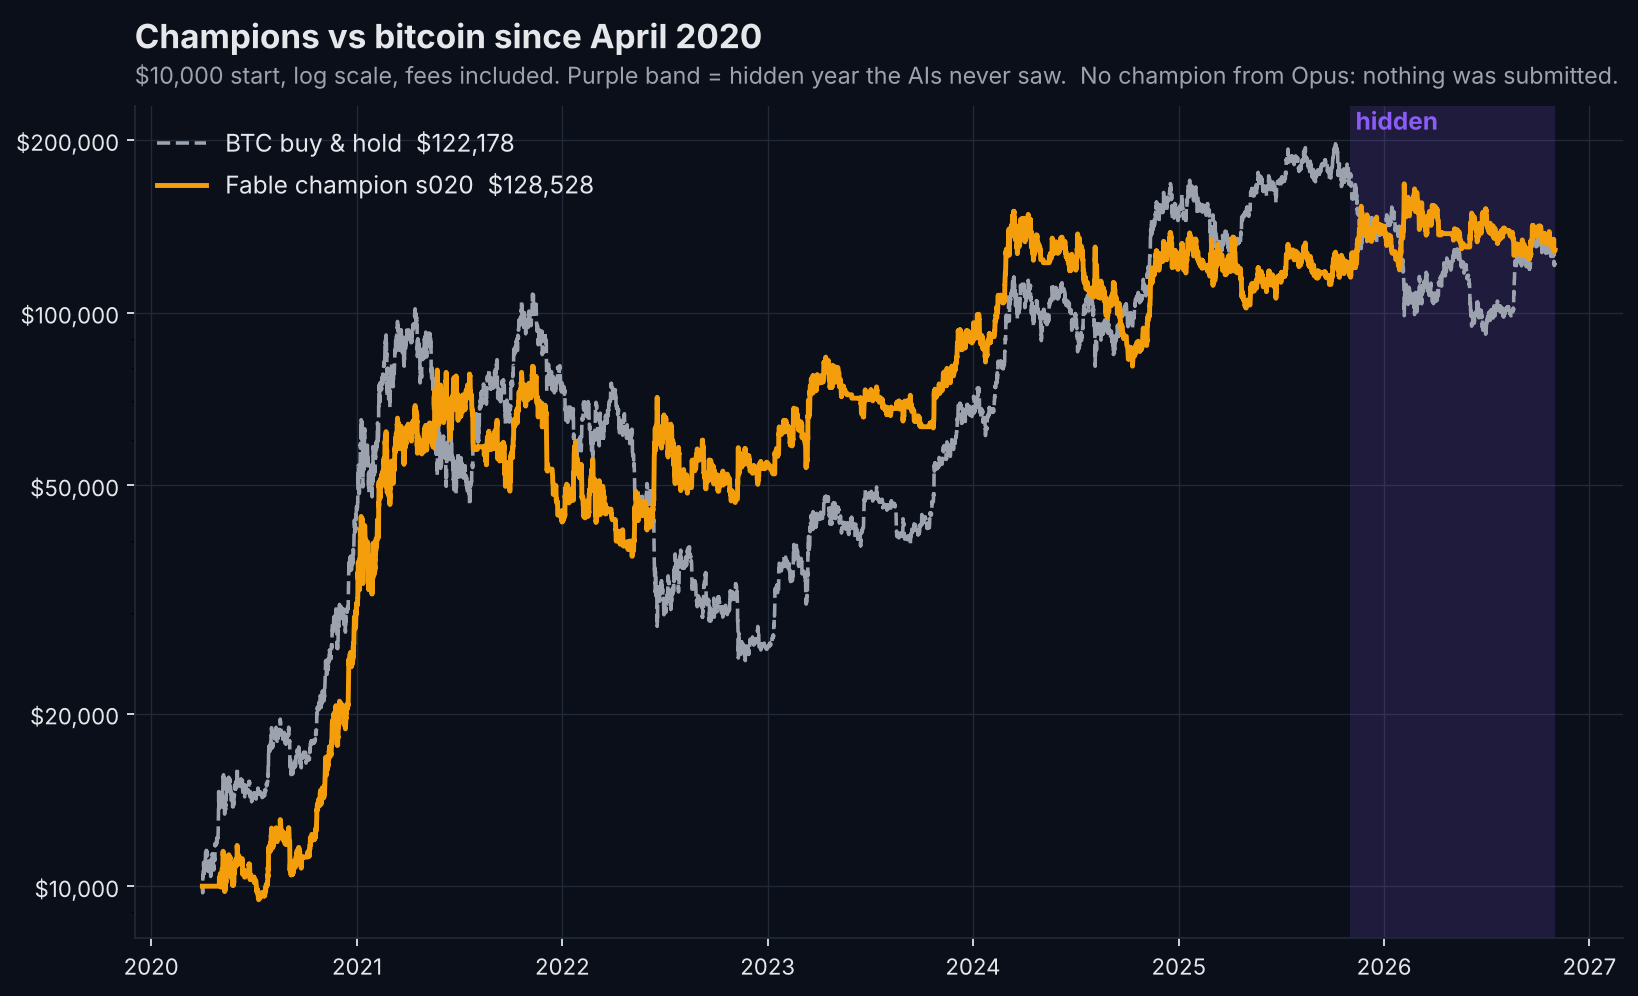 Champions vs bitcoin since April 2020
$10,000 start, log scale, fees included. Purple band = hidden year the AIs never saw.  No champion from Opus: nothing was submitted.
hidden
BTC buy & hold  $122,178
Fable champion s020  $128,528
$200,000
$100,000
$50,000
$20,000
$10,000
2020 2021 2022 2023 2024 2025 2026 2027